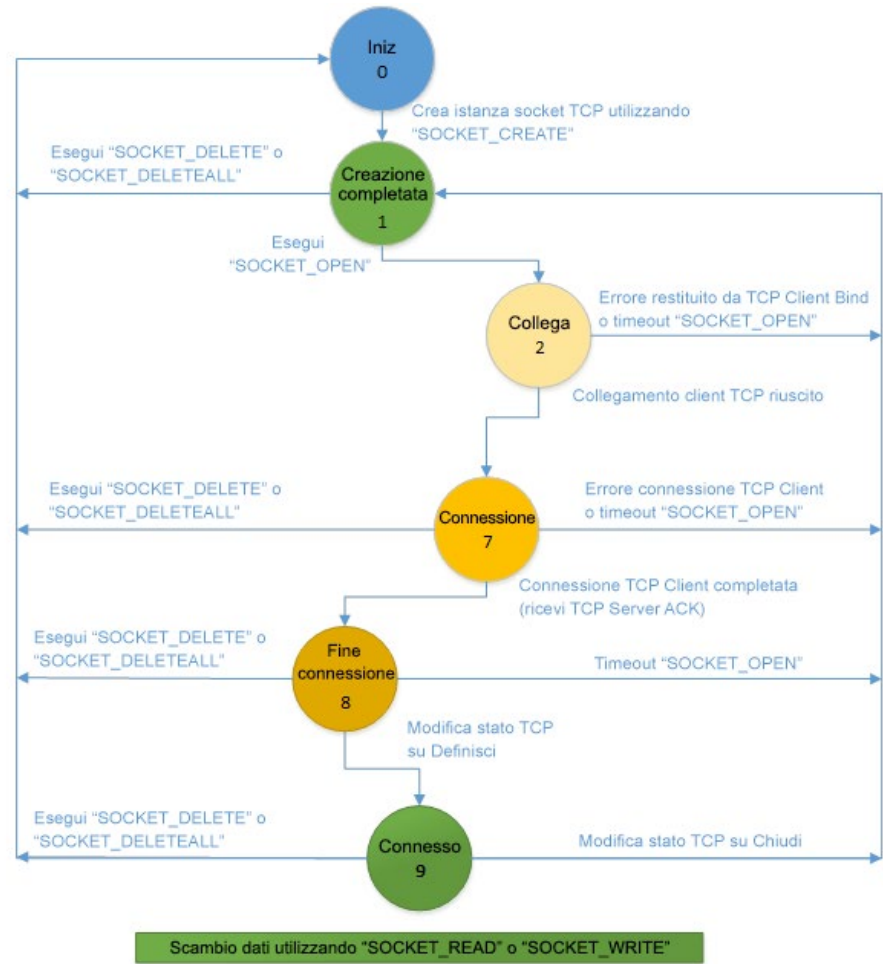 Iniz
0
Crea istanza socket TCP utilizzando
“SOCKET_CREATE”
Esegui “SOCKET_DELETE” o
“SOCKET_DELETEALL”
Creazione
completata
1
Esegui
“SOCKET_OPEN”
Collega
2
Errore restituito da TCP Client Bind
o timeout “SOCKET_OPEN”
Collegamento client TCP riuscito
Esegui “SOCKET_DELETE” o
“SOCKET_DELETEALL”
Connessione
7
Errore connessione TCP Client
o timeout “SOCKET_OPEN”
Connessione TCP Client completata
(ricevi TCP Server ACK)
Esegui “SOCKET_DELETE” o
“SOCKET_DELETEALL”
Fine
connessione
8
Timeout “SOCKET_OPEN”
Modifica stato TCP
su Definisci
Esegui “SOCKET_DELETE” o
“SOCKET_DELETEALL”
Connesso
9
Modifica stato TCP su Chiudi
Scambio dati utilizzando "SOCKET_READ" o "SOCKET_WRITE"